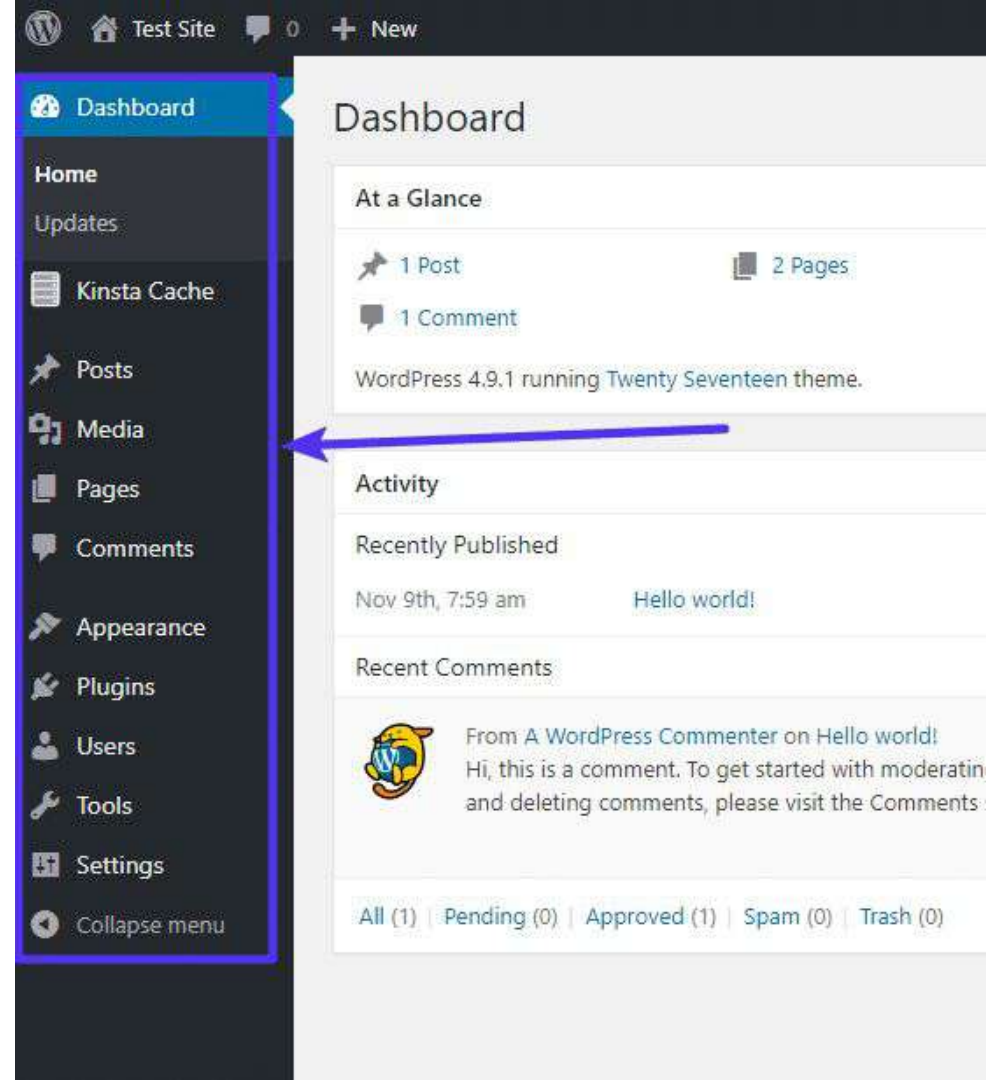 Test Site 0 New
Dashboard
Home
Updates
Kinsta Cache
Posts
Media
Pages
Comments
Appearance
Plugins
Users
Tools
Settings
Collapse menu
Dashboard
At a Glance
1 Post 2 Pages
1 Comment
WordPress 4.9.1 running Twenty Seventeen theme.
Activity
Recently Published
Nov 9th, 7:59 am Hello world!
Recent Comments
From A WordPress Commenter on Hello world!
Hi, this is a comment. To get started with moderatin
and deleting comments, please visit the Comments
All (1) | Pending (0) | Approved (1) | Spam (0) | Trash (0)